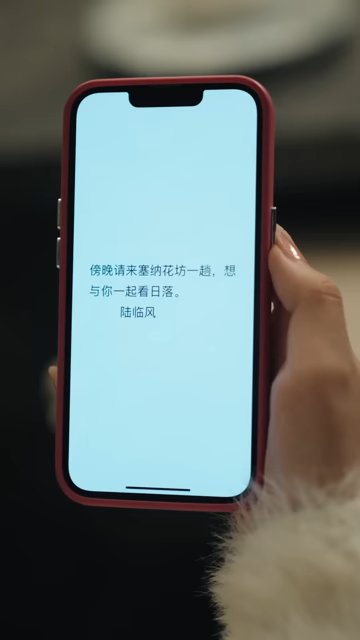 傍晚请来塞纳花坊一趟，想
与你一起看日落。
陆临风